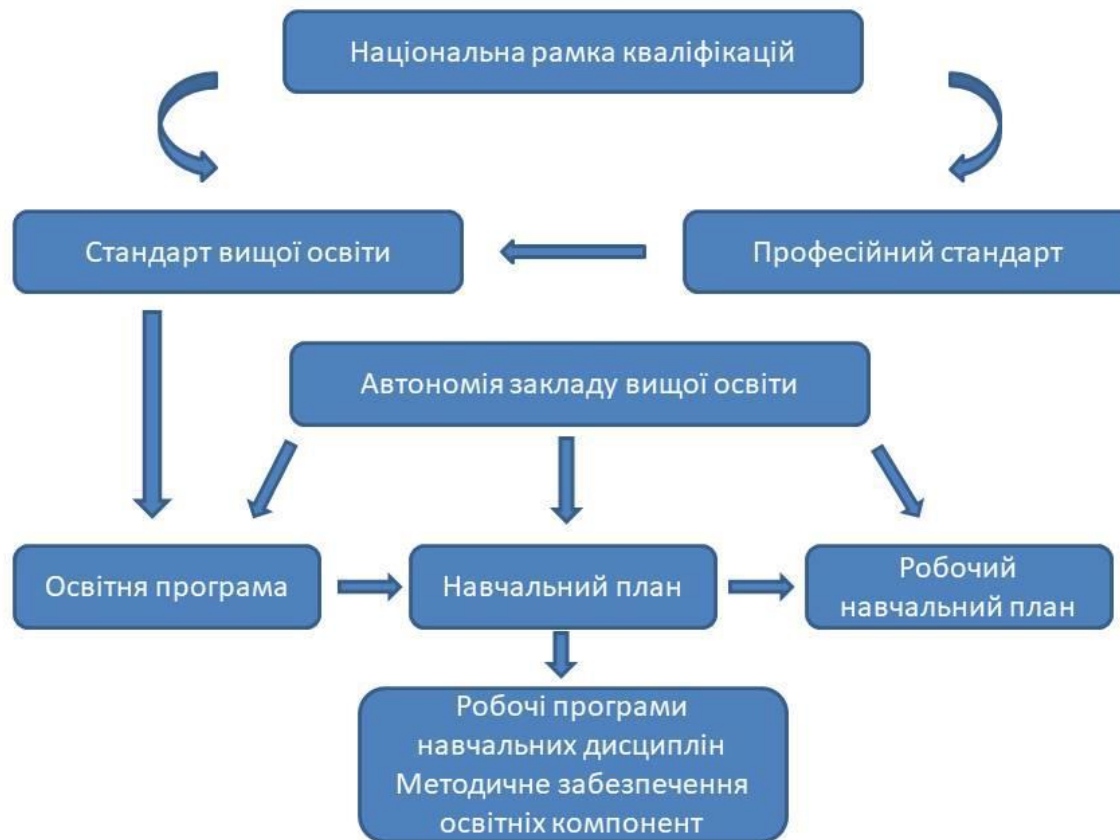 Національна рамка кваліфікацій
Стандарт вищої освіти
Професійний стандарт
Автономія закладу вищої освіти
Освітня програма
Навчальний план
Робочий
навчальний план
Робочі програми
навчальних дисциплін
Методичне забезпечення
освітніх компонент